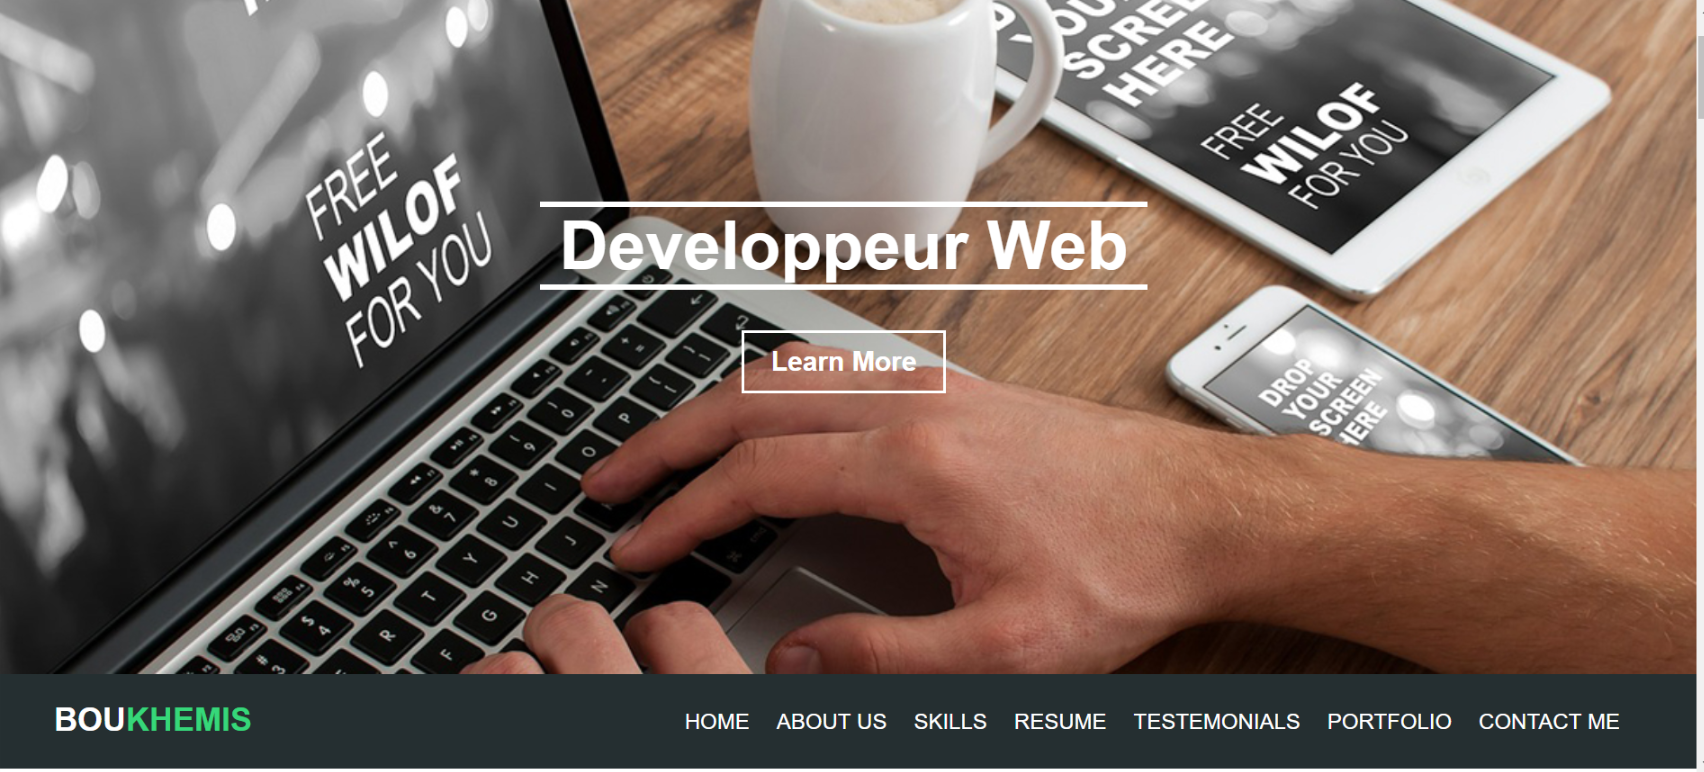 FREE
WILOF
FOR YOU
YOUR
SCREEN
HERE
FREE
WILOF
FOR YOU
Developpeur Web
Learn More
DROP
YOUR
SCREEN
HERE
BOUKHEMIS
HOME ABOUT US SKILLS RESUME TESTEMONIALS PORTFOLIO CONTACT ME